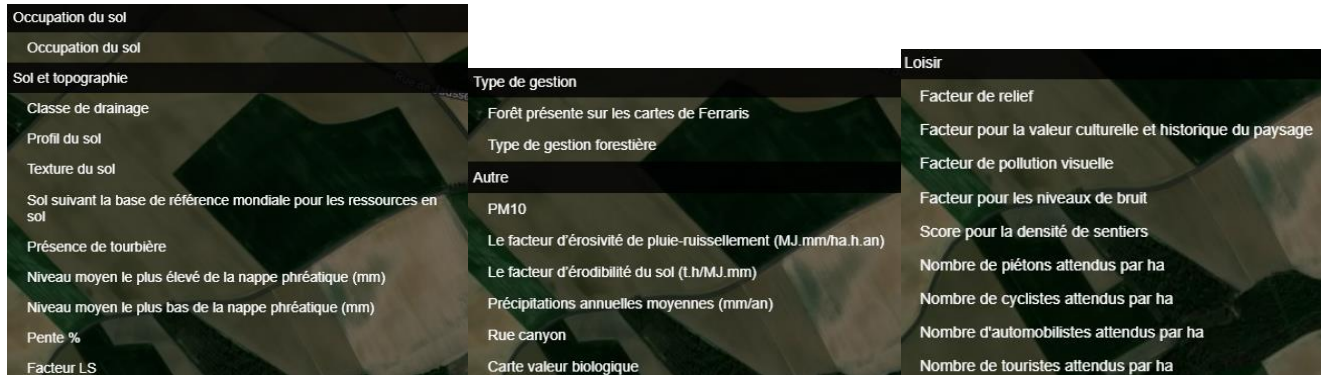 Occupation du sol
Occupation du sol
Sol et topographie
Classe de drainage
Profil du sol
Texture du sol
Sol suivant la base de référence mondiale pour les ressources en
sol
Présence de tourbière
Niveau moyen le plus élevé de la nappe phréatique (mm)
Niveau moyen le plus bas de la nappe phréatique (mm)
Pente %
Facteur LS
Type de gestion
Forêt présente sur les cartes de Ferraris
Type de gestion forestière
Autre
PM10
Le facteur d'érosivité de pluie-ruissellement (MJ.mm/ha.h.an)
Le facteur d'érodibilité du sol (t.h/MJ.mm)
Précipitations annuelles moyennes (mm/an)
Rue canyon
Carte valeur biologique
Loisir
Facteur de relief
Facteur pour la valeur culturelle et historique du paysage
Facteur de pollution visuelle
Facteur pour les niveaux de bruit
Score pour la densité de sentiers
Nombre de piétons attendus par ha
Nombre de cyclistes attendus par ha
Nombre d'automobilistes attendus par ha
Nombre de touristes attendus par ha